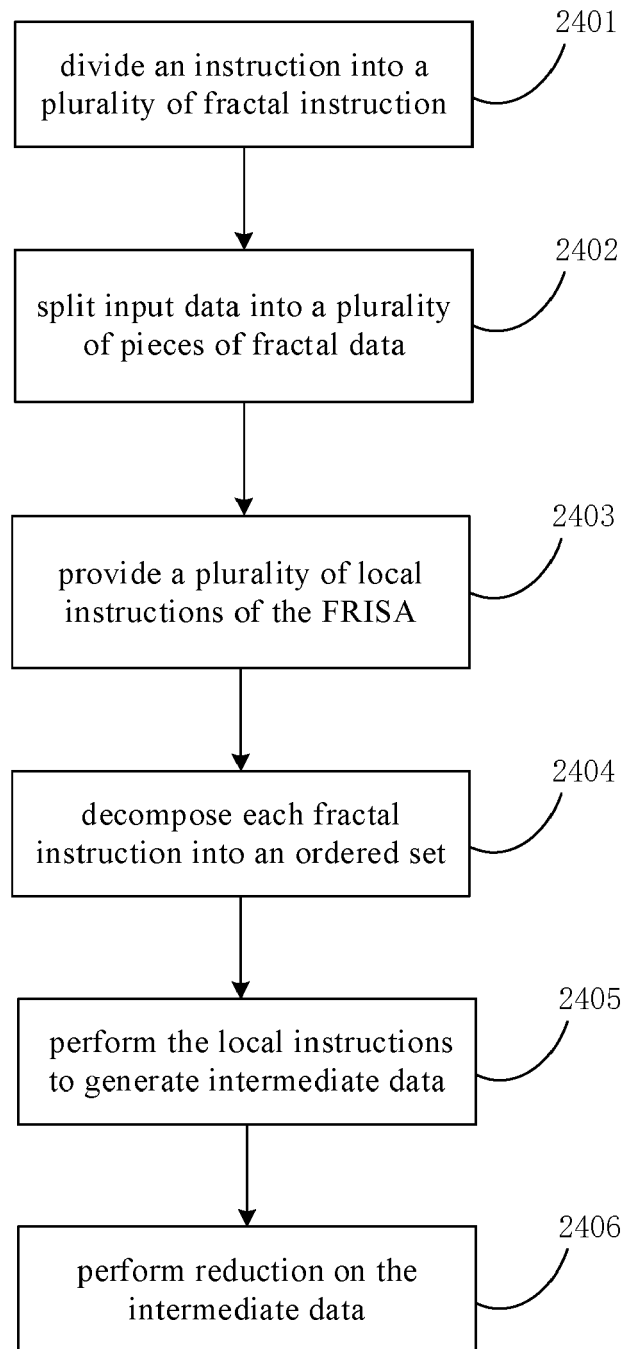 2401
divide an instruction into a
plurality of fractal instruction
2402
split input data into a plurality
of pieces of fractal data
2403
provide a plurality of local
instructions of the FRISA
2404
decompose each fractal
instruction into an ordered set
2405
perform the local instructions
to generate intermediate data
2406
perform reduction on the
intermediate data